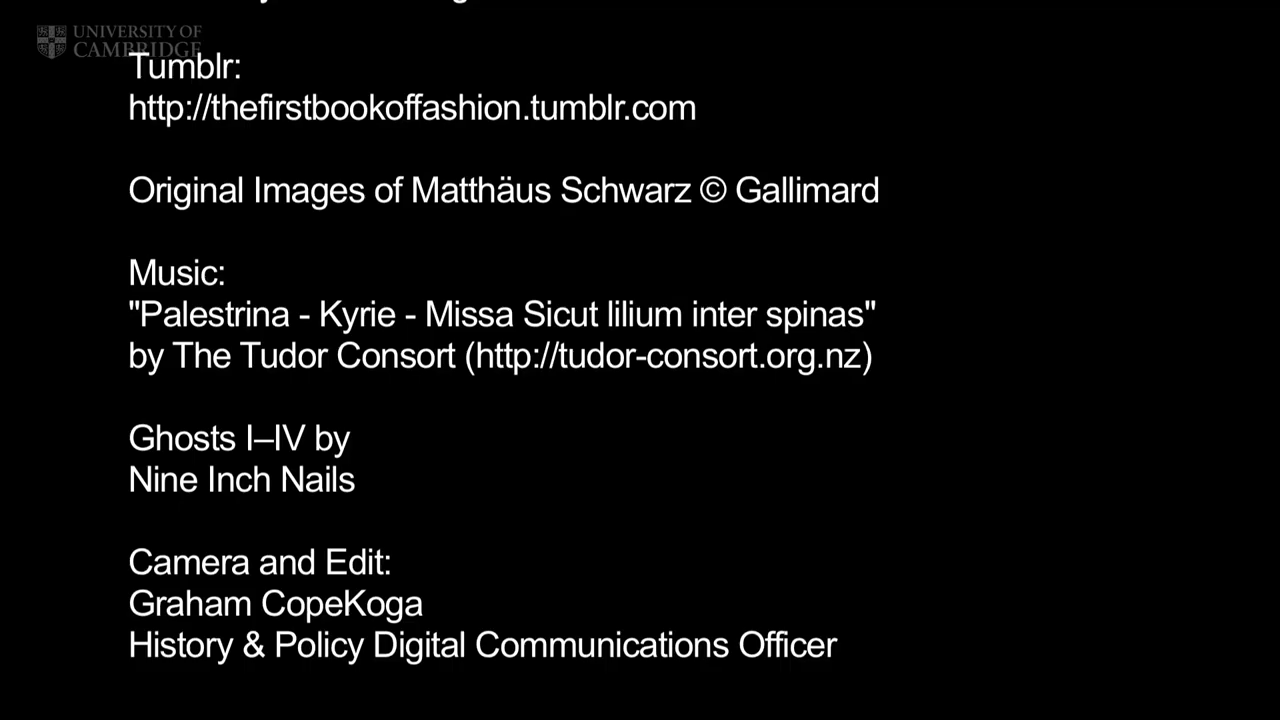 UNIVERSITY OF
CAMBRIDGE
Tumblr:
http://thefirstbookoffashion.tumblr.com
Original Images of Matthäus Schwarz © Gallimard
Music:
"Palestrina - Kyrie - Missa Sicut lilium inter spinas"
by The Tudor Consort (http://tudor-consort.org.nz)
Ghosts I–IV by
Nine Inch Nails
Camera and Edit:
Graham CopeKoga
History & Policy Digital Communications Officer